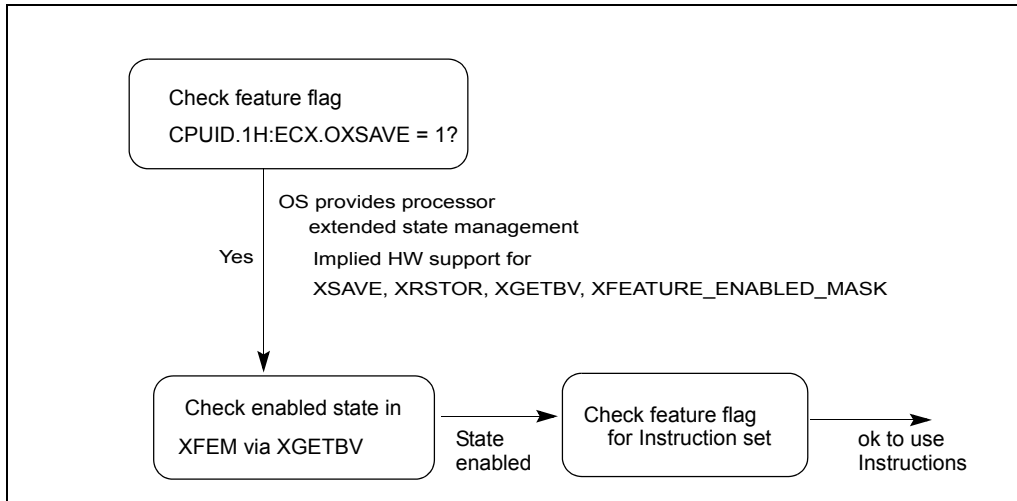 Check feature flag
CPUID.1H:ECX.OXSAVE = 1?
OS provides processor
extended state management
Yes
Implied HW support for
XSAVE, XRSTOR, XGETBV, XFEATURE_ENABLED_MASK
Check enabled state in
XFEM via XGETBV
State
enabled
Check feature flag
for Instruction set
ok to use
Instructions